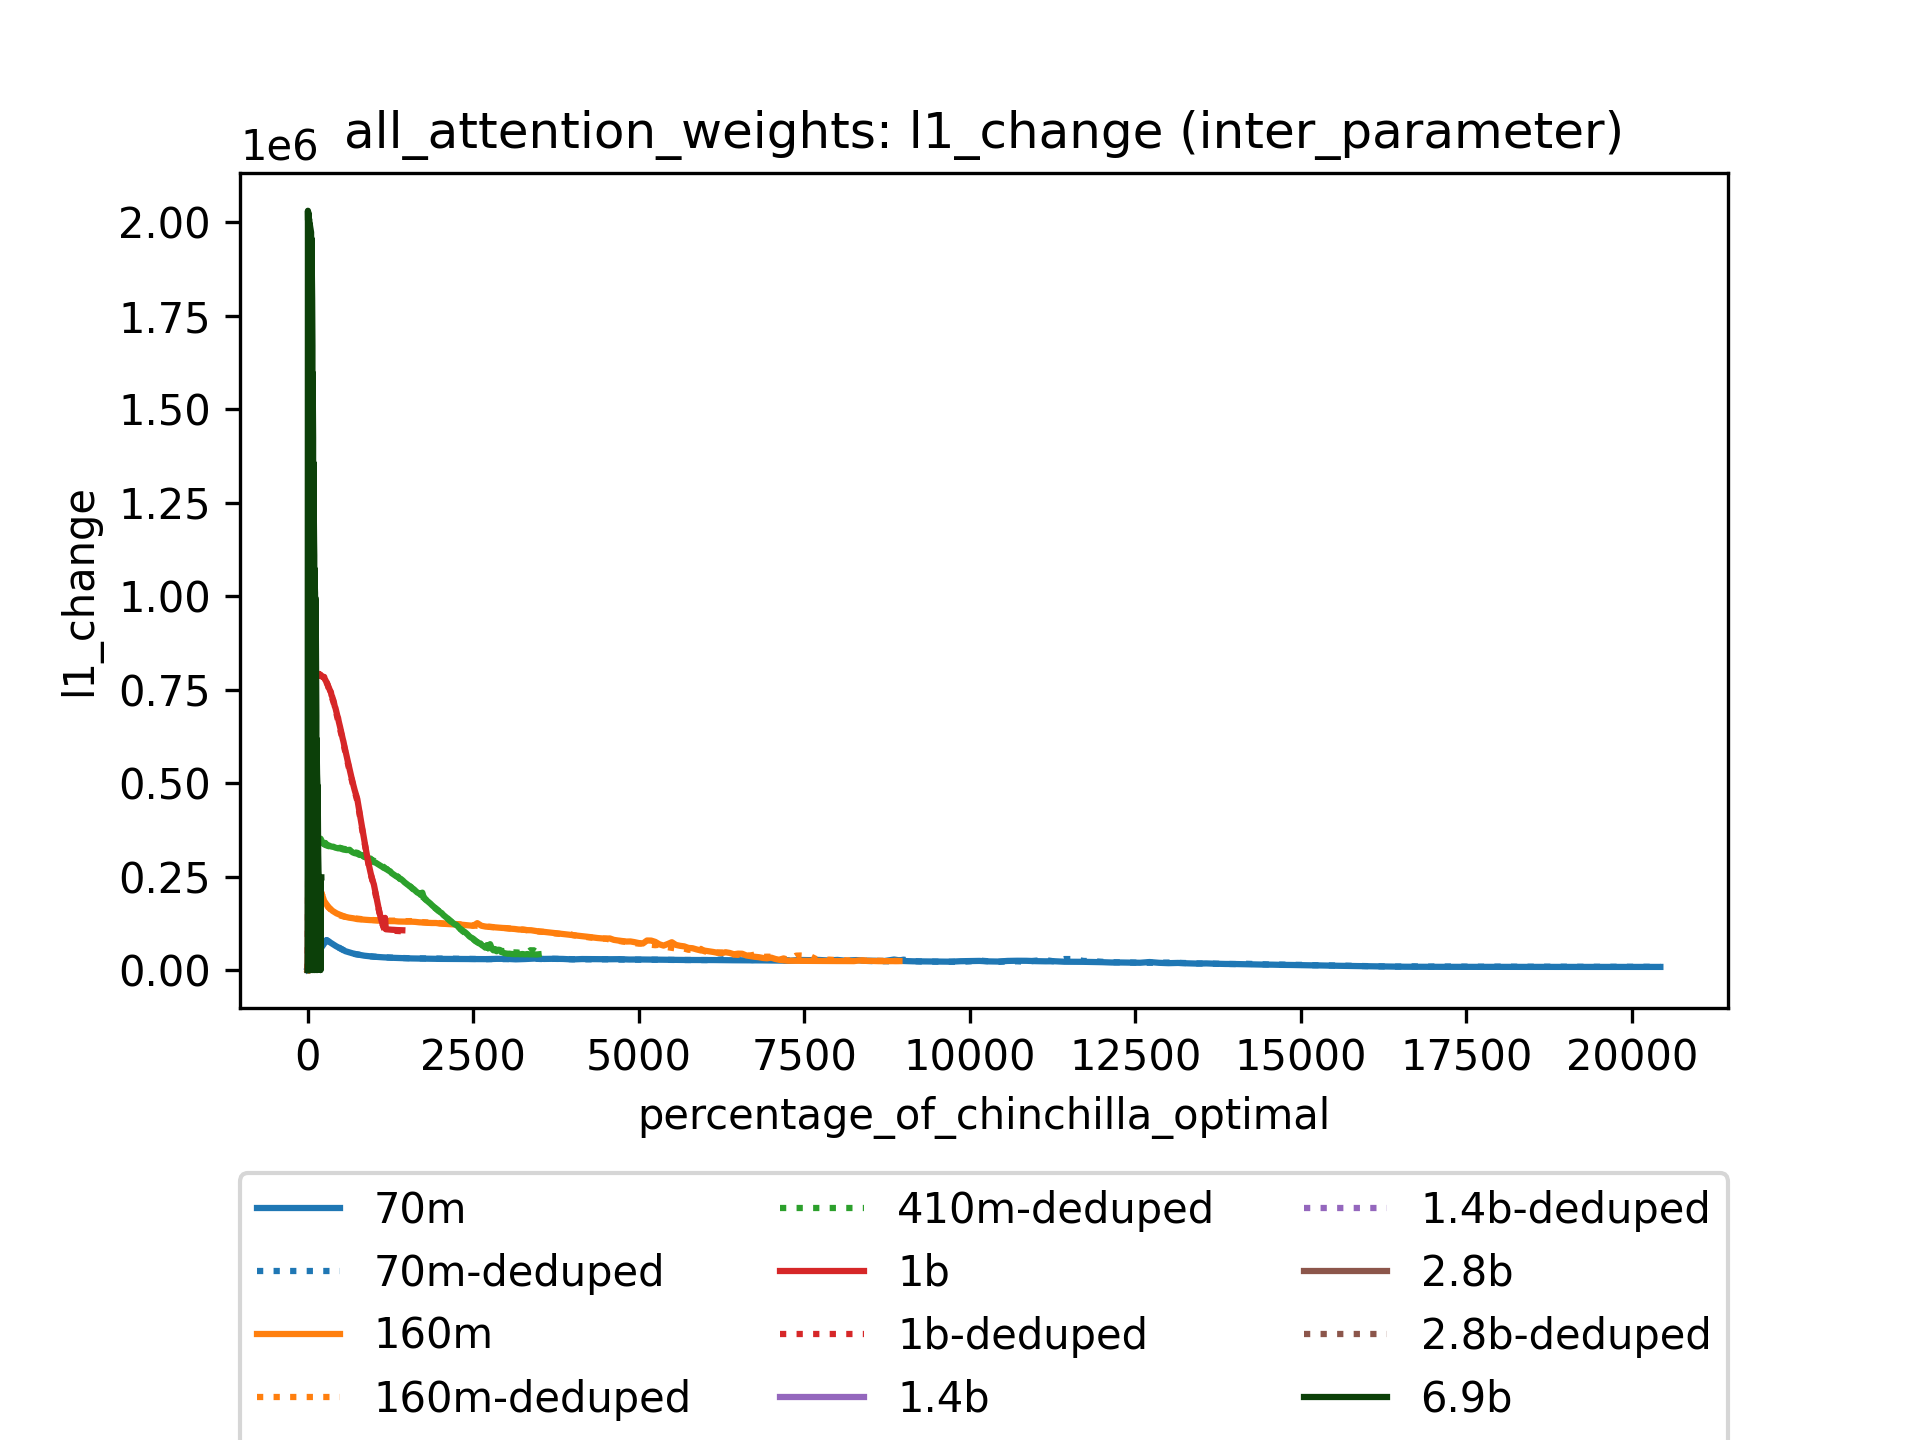 all_attention_weights: l1_change (inter_parameter)
1e6
2.00
1.75
1.50
1.25
1.00
0.75
0.50
0.25
0.00
l1_change
0 2500 5000 7500 10000 12500 15000 17500 20000
percentage_of_chinchilla_optimal
70m 410m-deduped 1.4b-deduped
70m-deduped 1b 2.8b
160m 1b-deduped 2.8b-deduped
160m-deduped 1.4b 6.9b